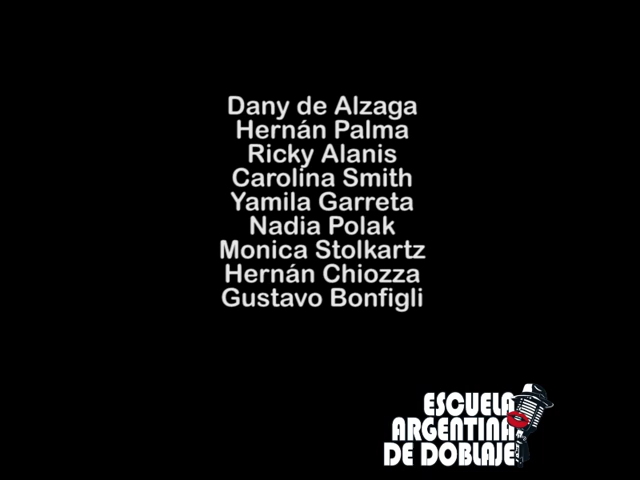 Dany de Alzaga
Hernán Palma
Ricky Alanis
Carolina Smith
Yamila Garreta
Nadia Polak
Monica Stolkartz
Hernán Chiozza
Gustavo Bonfigli
ESCUELA
ARGENTINA
DE DOBLAJE